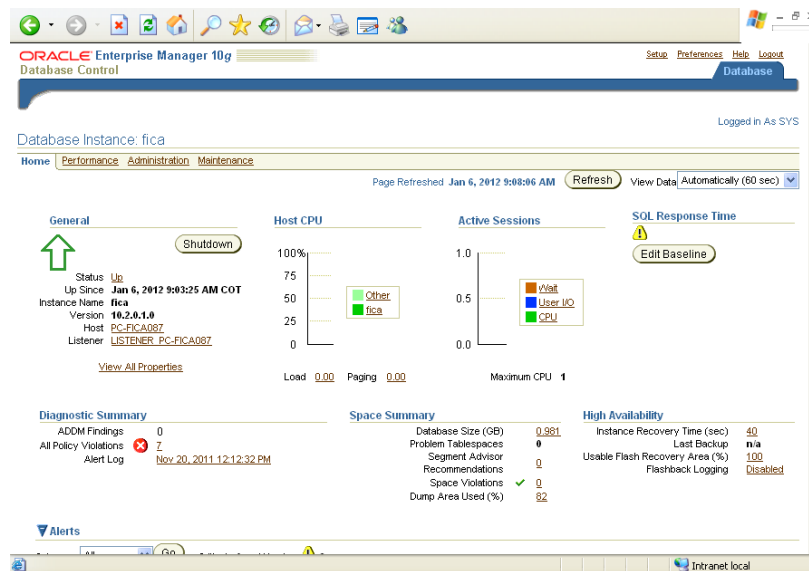 ORACLE Enterprise Manager 10g
Database Control
Setup Preferences Help Logout
Database
Logged in As SYS
Database Instance: fica
Home Performance Administration Maintenance
Page Refreshed Jan 6, 2012 9:08:06 AM Refresh View Data Automatically (60 sec)
General
Shutdown
Status Up
Up Since Jan 6, 2012 9:03:25 AM COT
Instance Name fica
Version 10.2.0.1.0
Host PC-FICA087
Listener LISTENER_PC-FICA087
View All Properties
Host CPU
100%
75
50
25
0
Other
fica
Load 0.00 Paging 0.00
Active Sessions
1.0
0.5
0.0
Wait
User I/O
CPU
Maximum CPU 1
SQL Response Time
Edit Baseline
Diagnostic Summary
ADDM Findings 0
All Policy Violations 7
Alert Log Nov 20, 2011 12:12:32 PM
Space Summary
Database Size (GB) 0.981
Problem Tablespaces 0
Segment Advisor
Recommendations 0
Space Violations 0
Dump Area Used (%) 82
High Availability
Instance Recovery Time (sec) 40
Last Backup n/a
Usable Flash Recovery Area (%) 100
Flashback Logging Disabled
Alerts
All Go
Intranet local